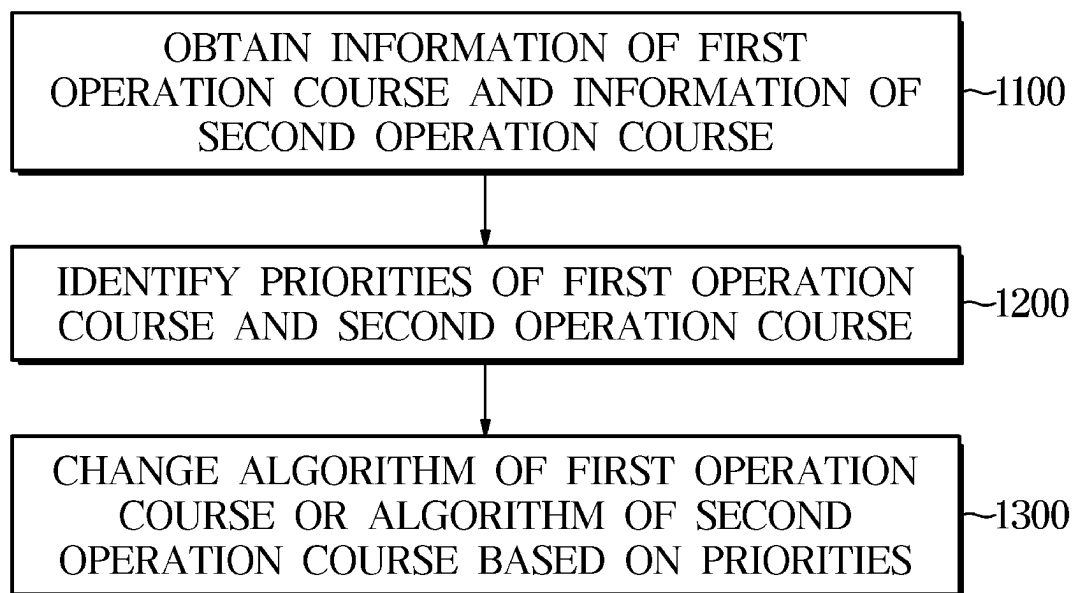 OBTAIN INFORMATION OF FIRST
OPERATION COURSE AND INFORMATION OF
SECOND OPERATION COURSE
1100
IDENTIFY PRIORITIES OF FIRST OPERATION
COURSE AND SECOND OPERATION COURSE
1200
CHANGE ALGORITHM OF FIRST OPERATION
COURSE OR ALGORITHM OF SECOND
OPERATION COURSE BASED ON PRIORITIES
1300